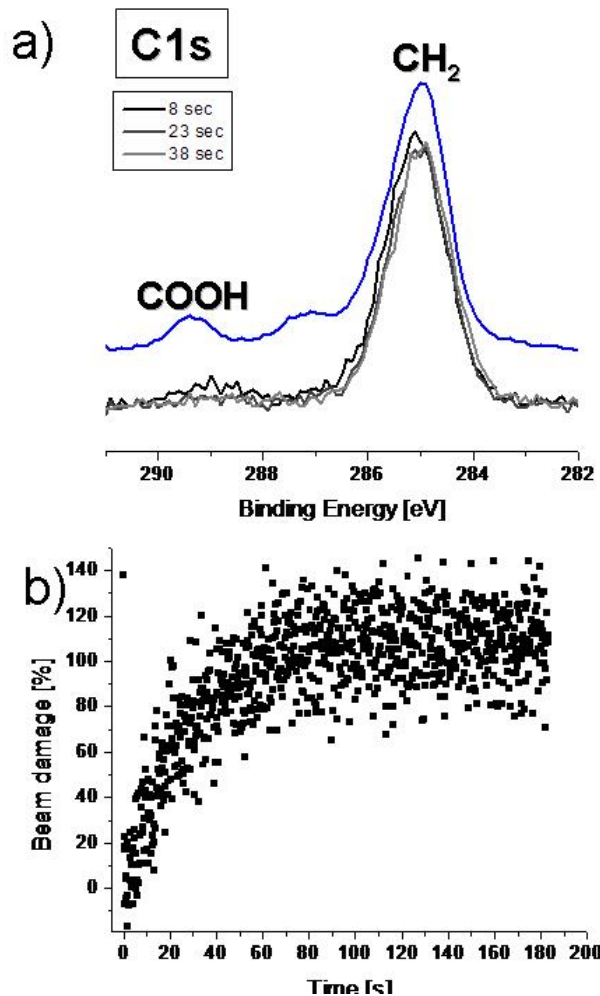 a)
C1s
CH₂
8 sec
23 sec
38 sec
COOH
290 288 286 284 282
Binding Energy [eV]
b)
140
120
100
80
60
40
20
0
Beam damage [%]
0 20 40 60 80 100 120 140 160 180 200
Time [s]